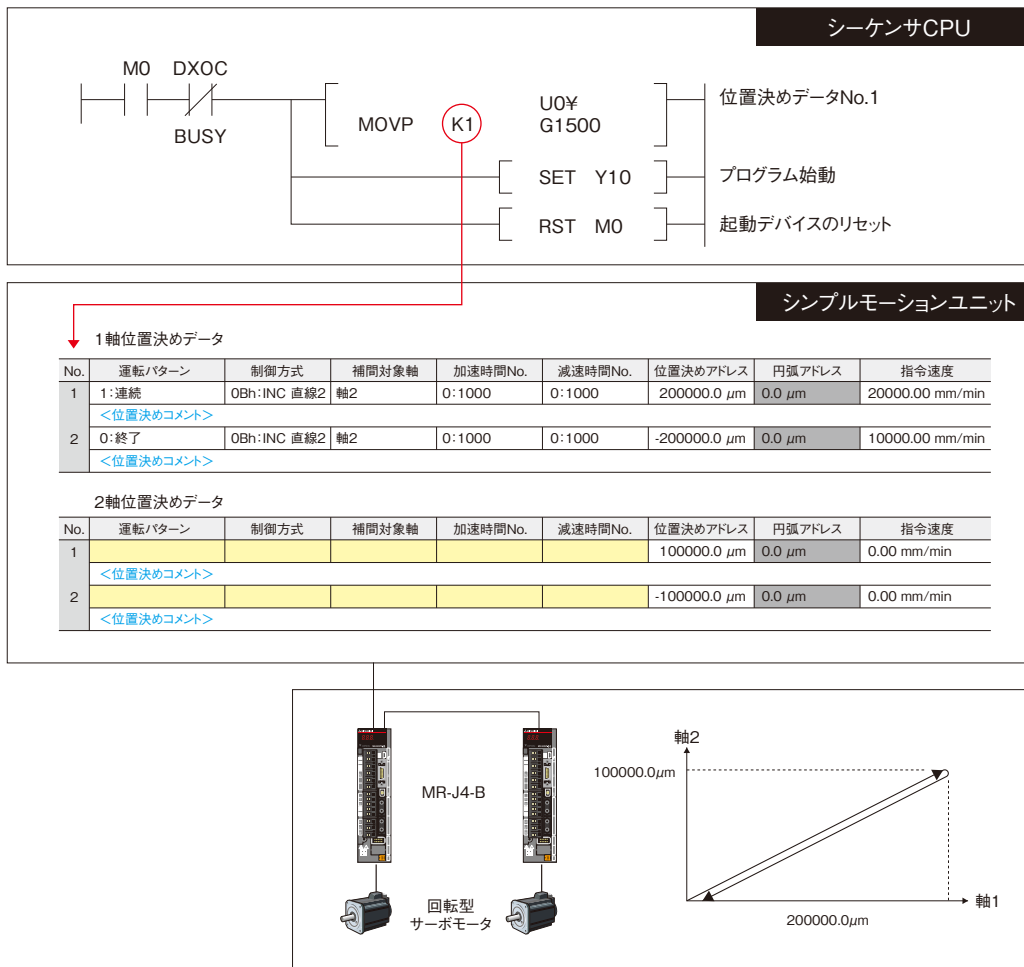 シーケンサCPU
M0 DX0C
BUSY
MOVP K1 U0¥
G1500
位置決めデータNo.1
SET Y10 プログラム始動
RST M0 起動デバイスのリセット
シンプルモーションユニット
1軸位置決めデータ
No. 運転パターン 制御方式 補間対象軸 加速時間No. 減速時間No. 位置決めアドレス 円弧アドレス 指令速度
1 1:連続 0Bh:INC 直線2 軸2 0:1000 0:1000 200000.0 μm 0.0 μm 20000.00 mm/min
<位置決めコメント>
2 0:終了 0Bh:INC 直線2 軸2 0:1000 0:1000 -200000.0 μm 0.0 μm 10000.00 mm/min
<位置決めコメント>
2軸位置決めデータ
No. 運転パターン 制御方式 補間対象軸 加速時間No. 減速時間No. 位置決めアドレス 円弧アドレス 指令速度
1 100000.0 μm 0.0 μm 0.00 mm/min
<位置決めコメント>
2 -100000.0 μm 0.0 μm 0.00 mm/min
<位置決めコメント>
MR-J4-B
回転型
サーボモータ
軸2
100000.0μm
軸1
200000.0μm